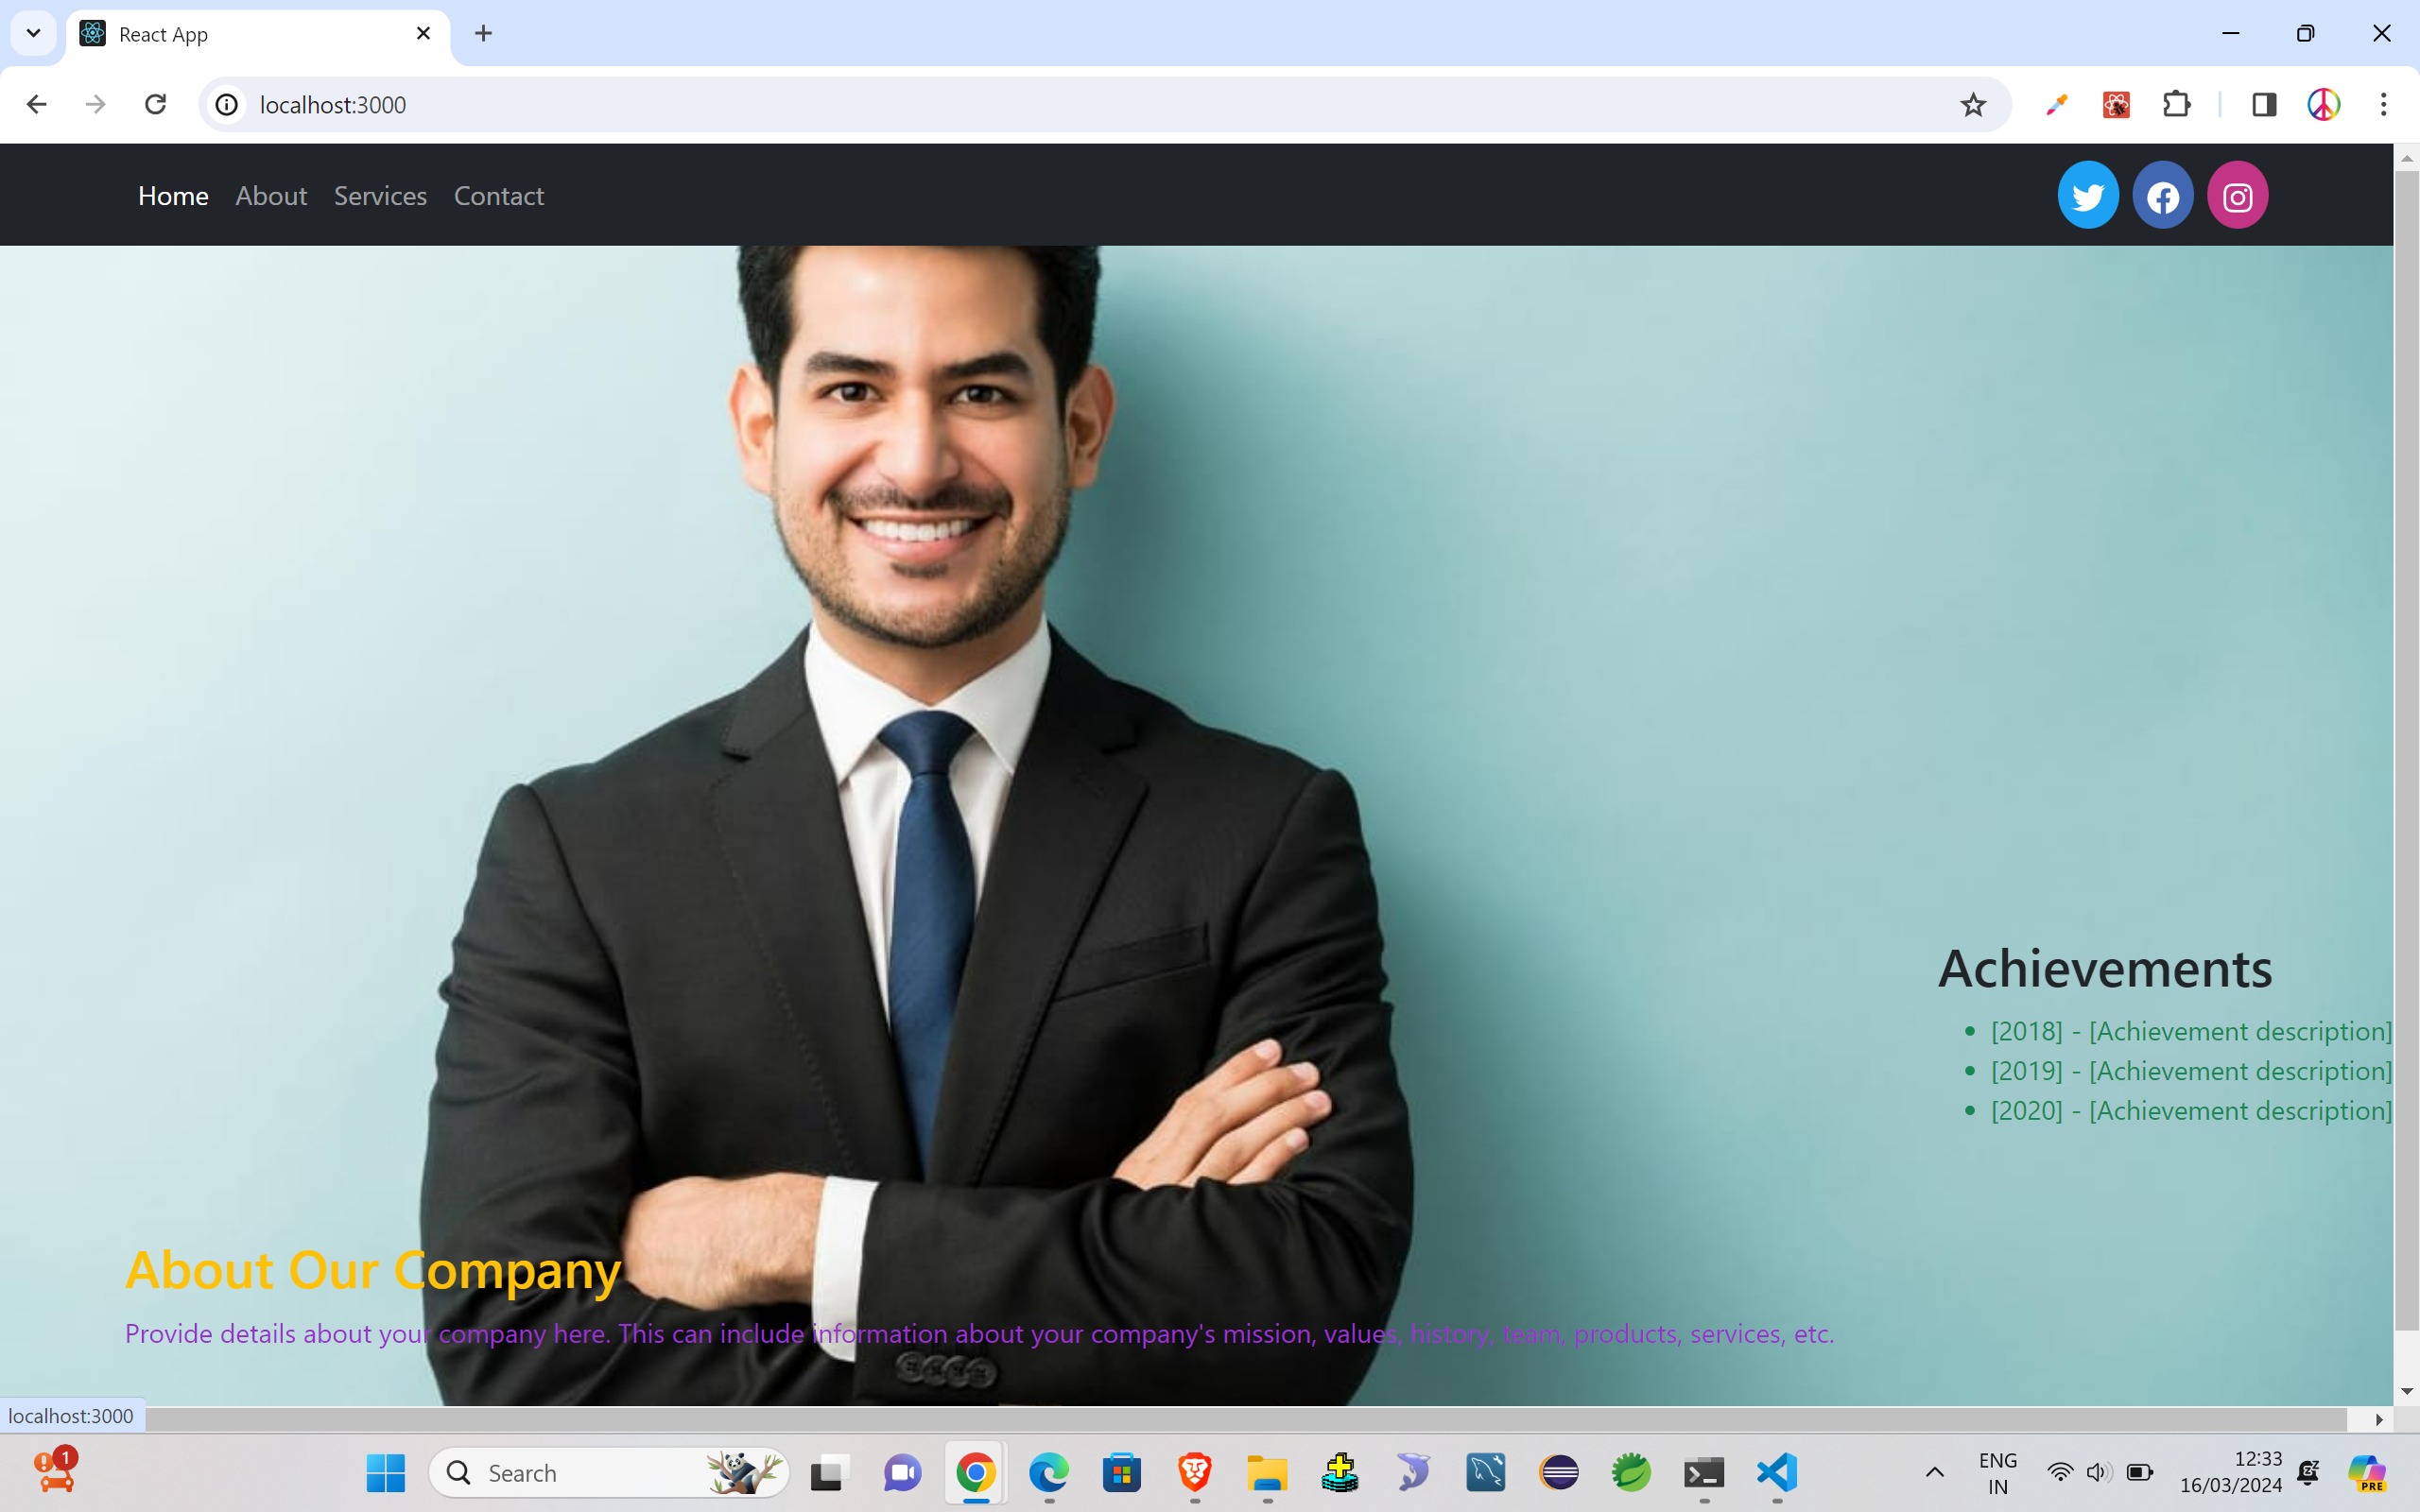 React App
localhost:3000
Home About Services Contact
Achievements
[2018] - [Achievement description]
[2019] - [Achievement description]
[2020] - [Achievement description]
About Our Company
Provide details about your company here. This can include information about your company's mission, values, history, team, products, services, etc.
localhost:3000
1
Search
ENG
IN
12:33
16/03/2024
PRE